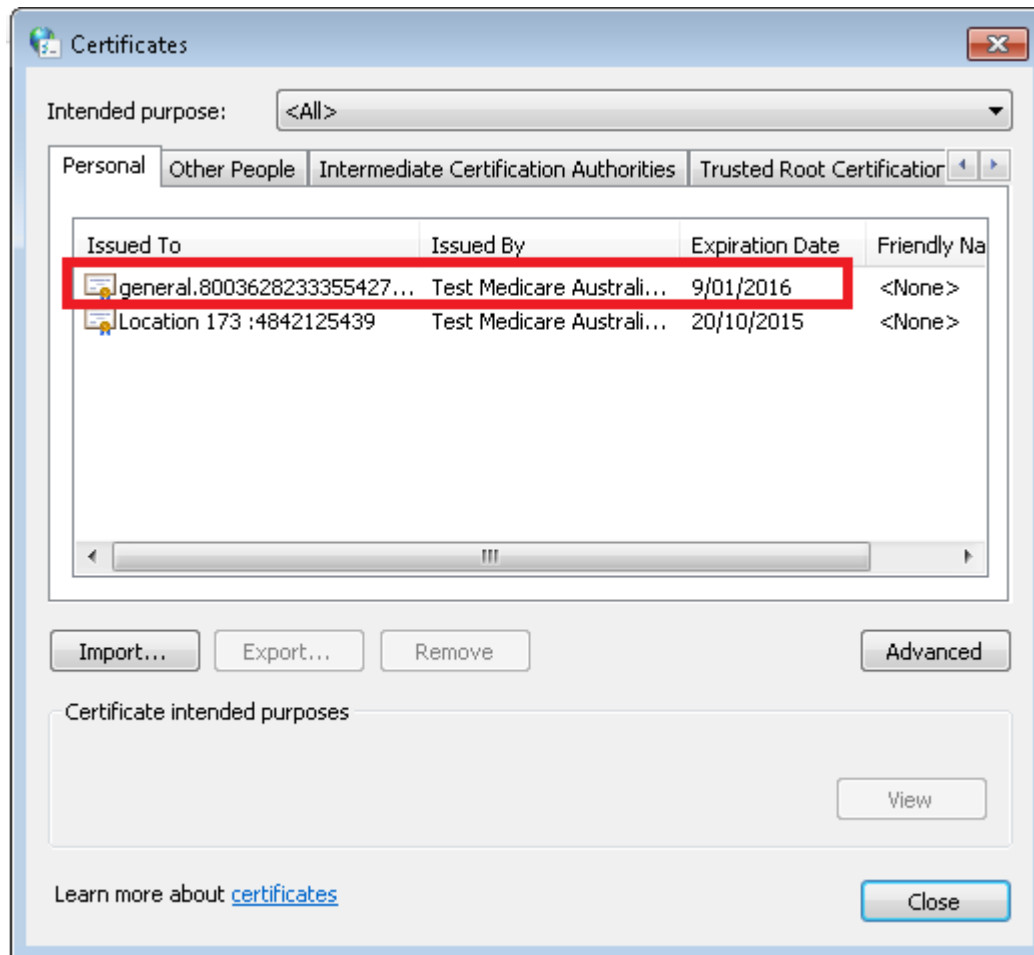 Certificates
Intended purpose: <All>
Personal Other People Intermediate Certification Authorities Trusted Root Certification
Issued To Issued By Expiration Date Friendly Na
general.8003628233355427... Test Medicare Australi... 9/01/2016 <None>
Location 173 :4842125439 Test Medicare Australi... 20/10/2015 <None>
Import... Export... Remove Advanced
Certificate intended purposes
View
Learn more about certificates
Close